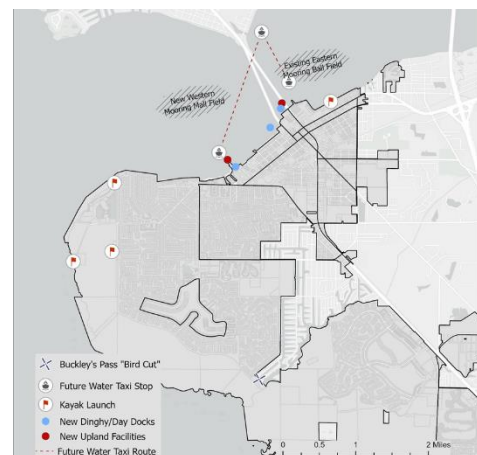 Existing Eastern
Mooring Ball Field
New Western
Mooring Mall Field
Buckley's Pass "Bird Cut"
Future Water Taxi Stop
Kayak Launch
New Dinghy/Day Docks
New Upland Facilities
Future Water Taxi Route
0 0.5 1 2 Miles